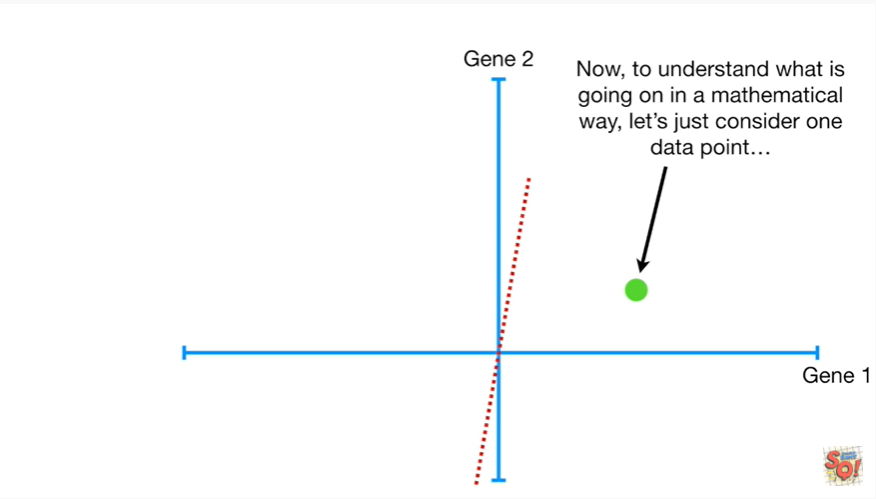 Gene 2
Now, to understand what is
going on in a mathematical
way, let’s just consider one
data point…
Gene 1
SQ!